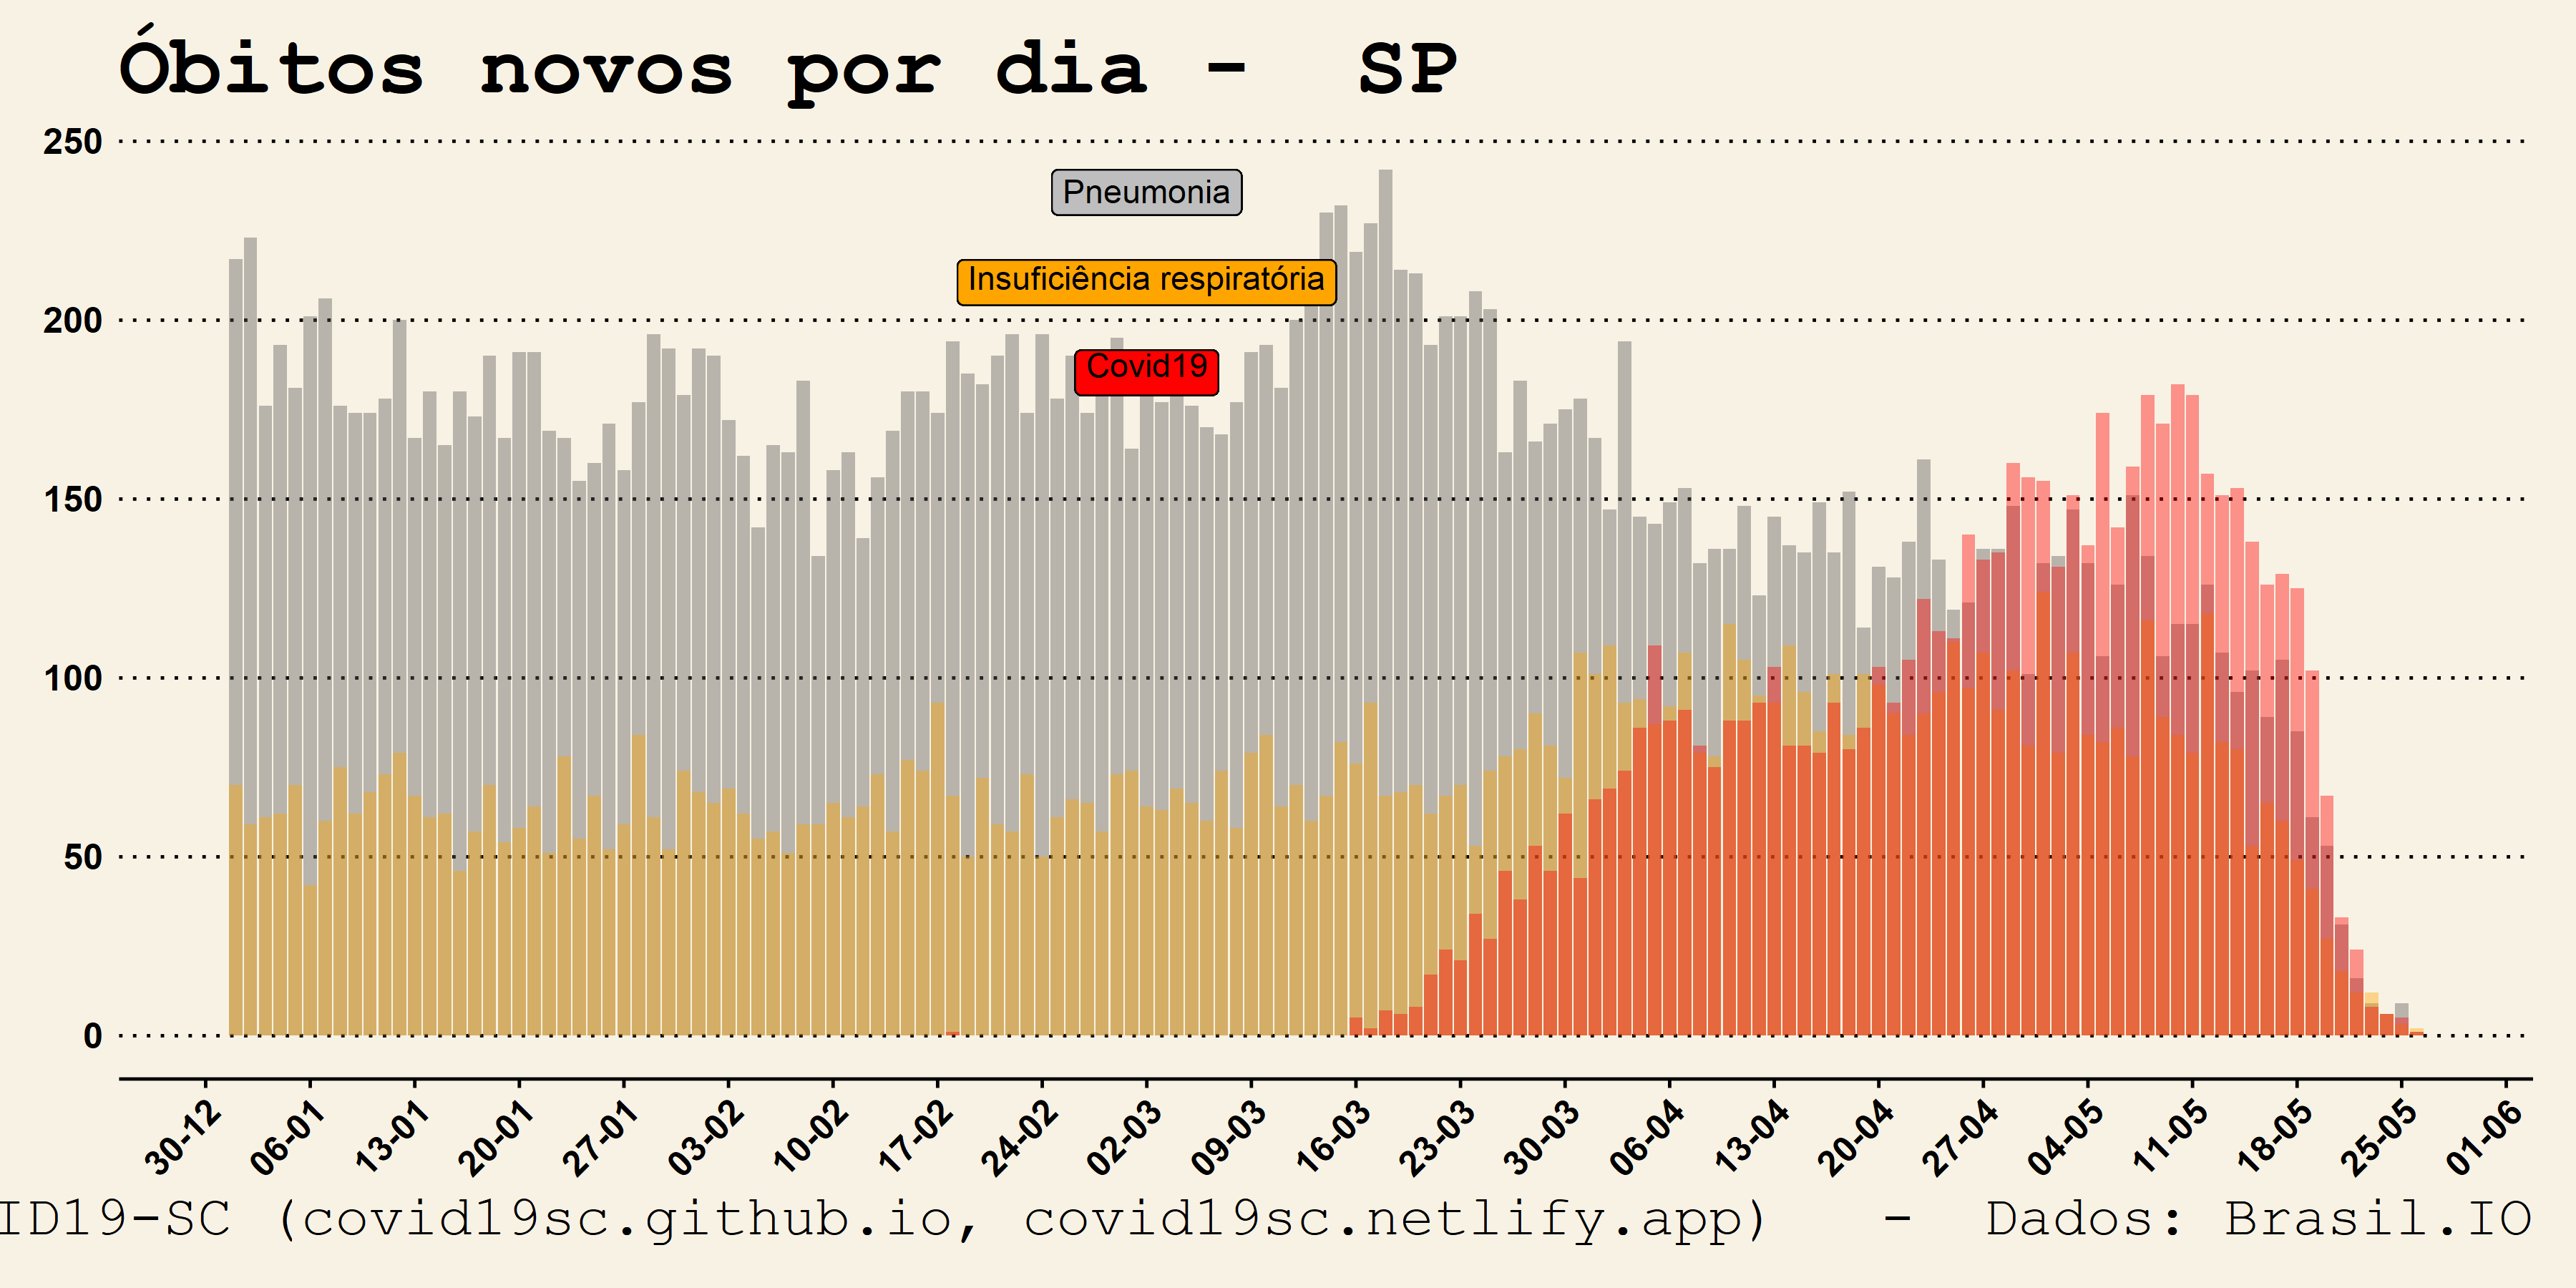 Óbitos novos por dia -  SP
250
Pneumonia
Insuficiência respiratória
200
Covid19
150
100
50
0
30-12 06-01 13-01 20-01 27-01 03-02 10-02 17-02 24-02 02-03 09-03 16-03 23-03 30-03 06-04 13-04 20-04 27-04 04-05 11-05 18-05 25-05 01-06
ID19-SC (covid19sc.github.io, covid19sc.netlify.app)  - Dados: Brasil.IO